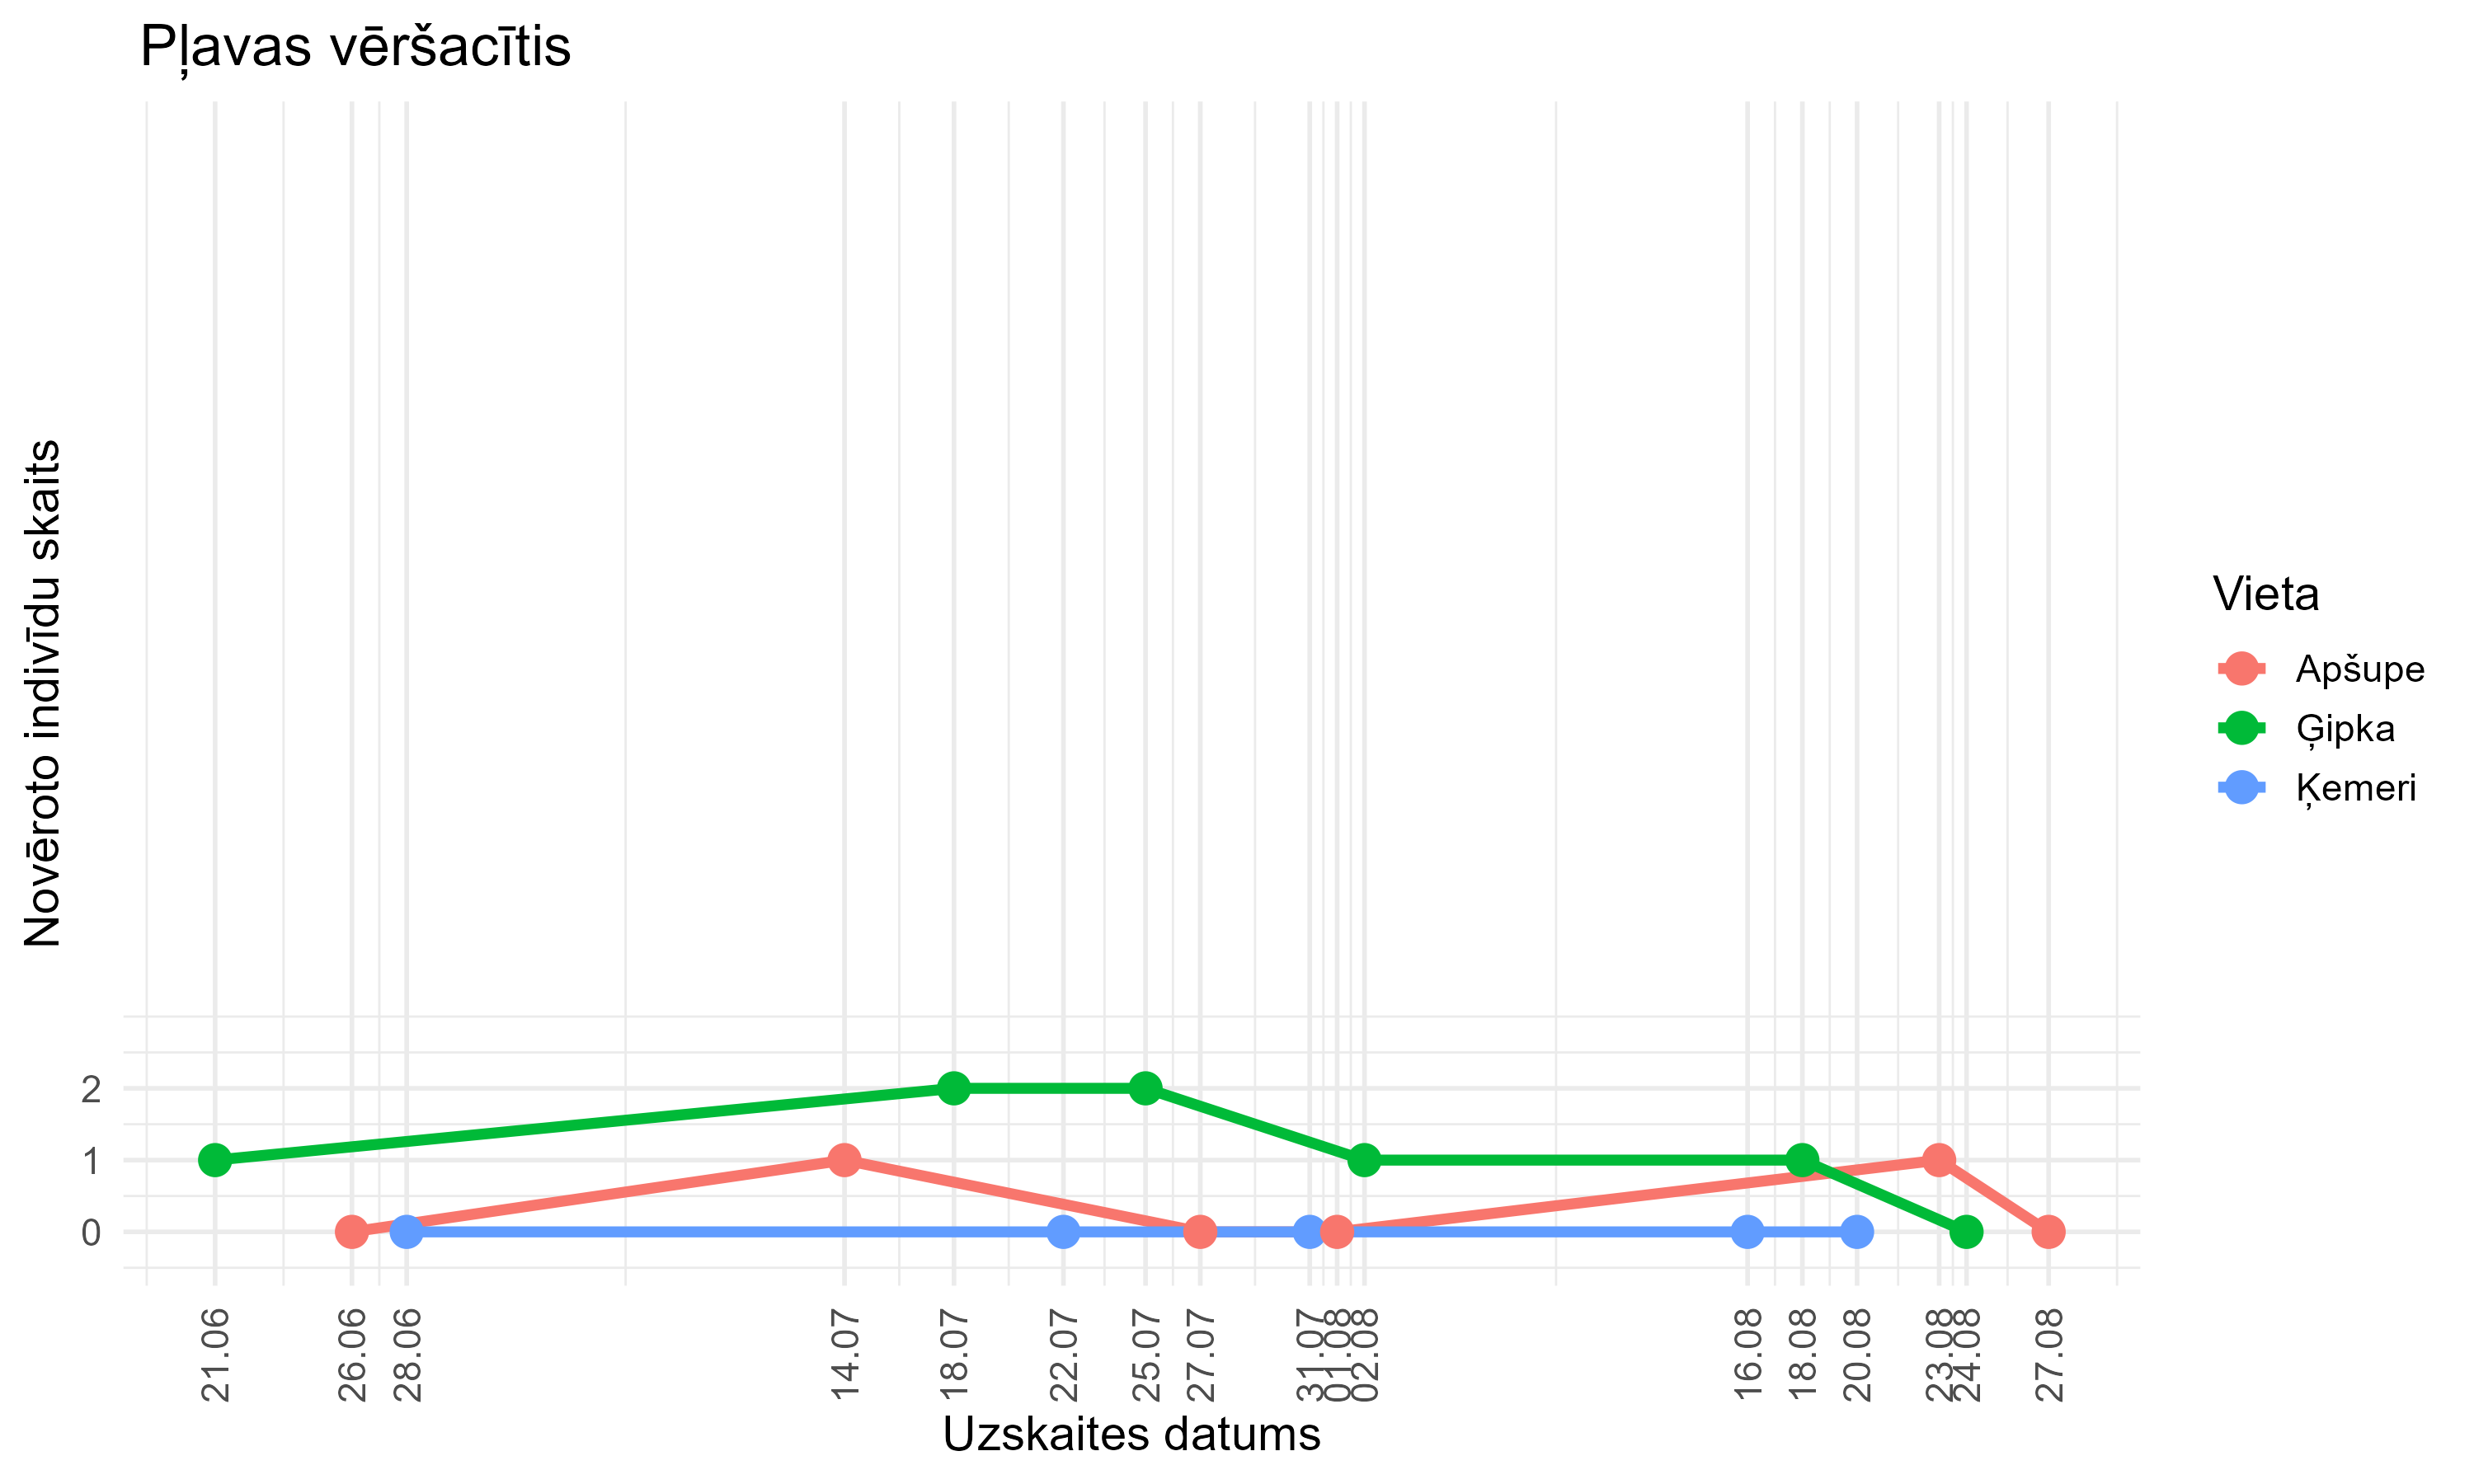 Pļavas vēršacītis
Novēroto indivīdu skaits
2
1
0
21.06
26.06
28.06
14.07
18.07
22.07
25.07
27.07
31.07
01.08
02.08
16.08
18.08
20.08
23.08
24.08
27.08
Uzskaites datums
Vieta
Apšupe
Ģipka
Ķemeri